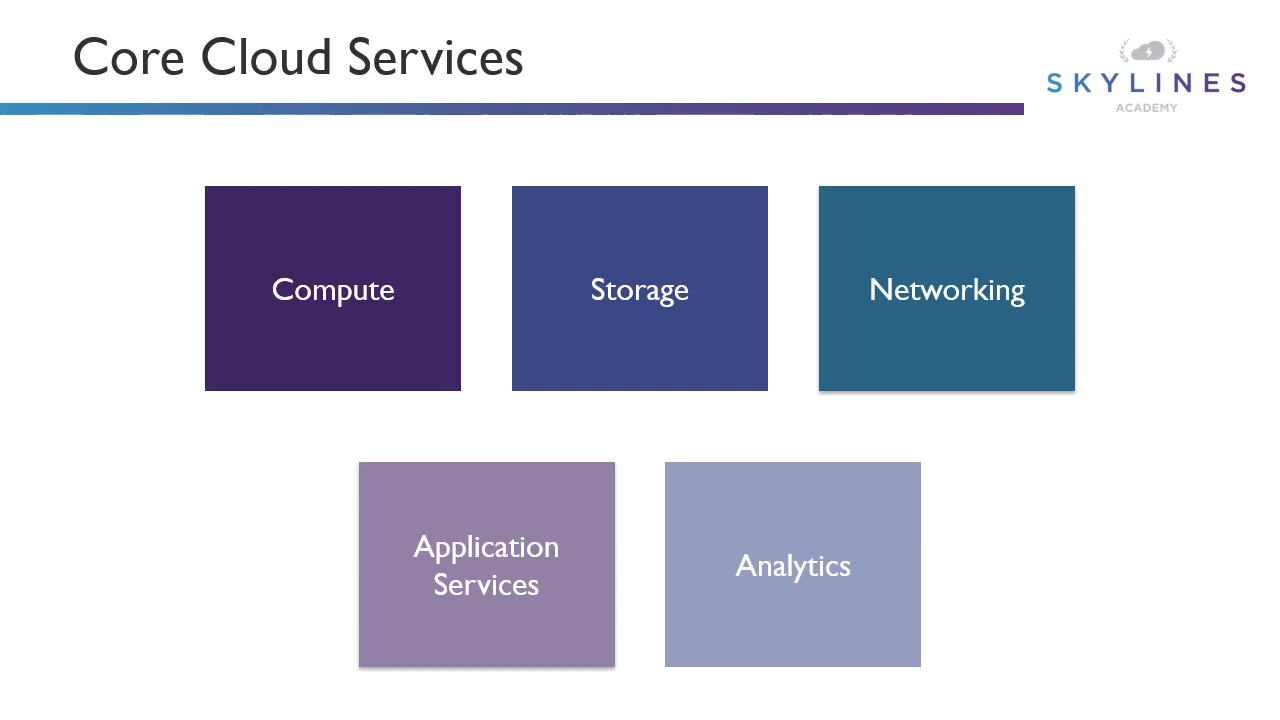 Core Cloud Services
SKYLINES
ACADEMY
Compute
Storage
Networking
Application
Services
Analytics